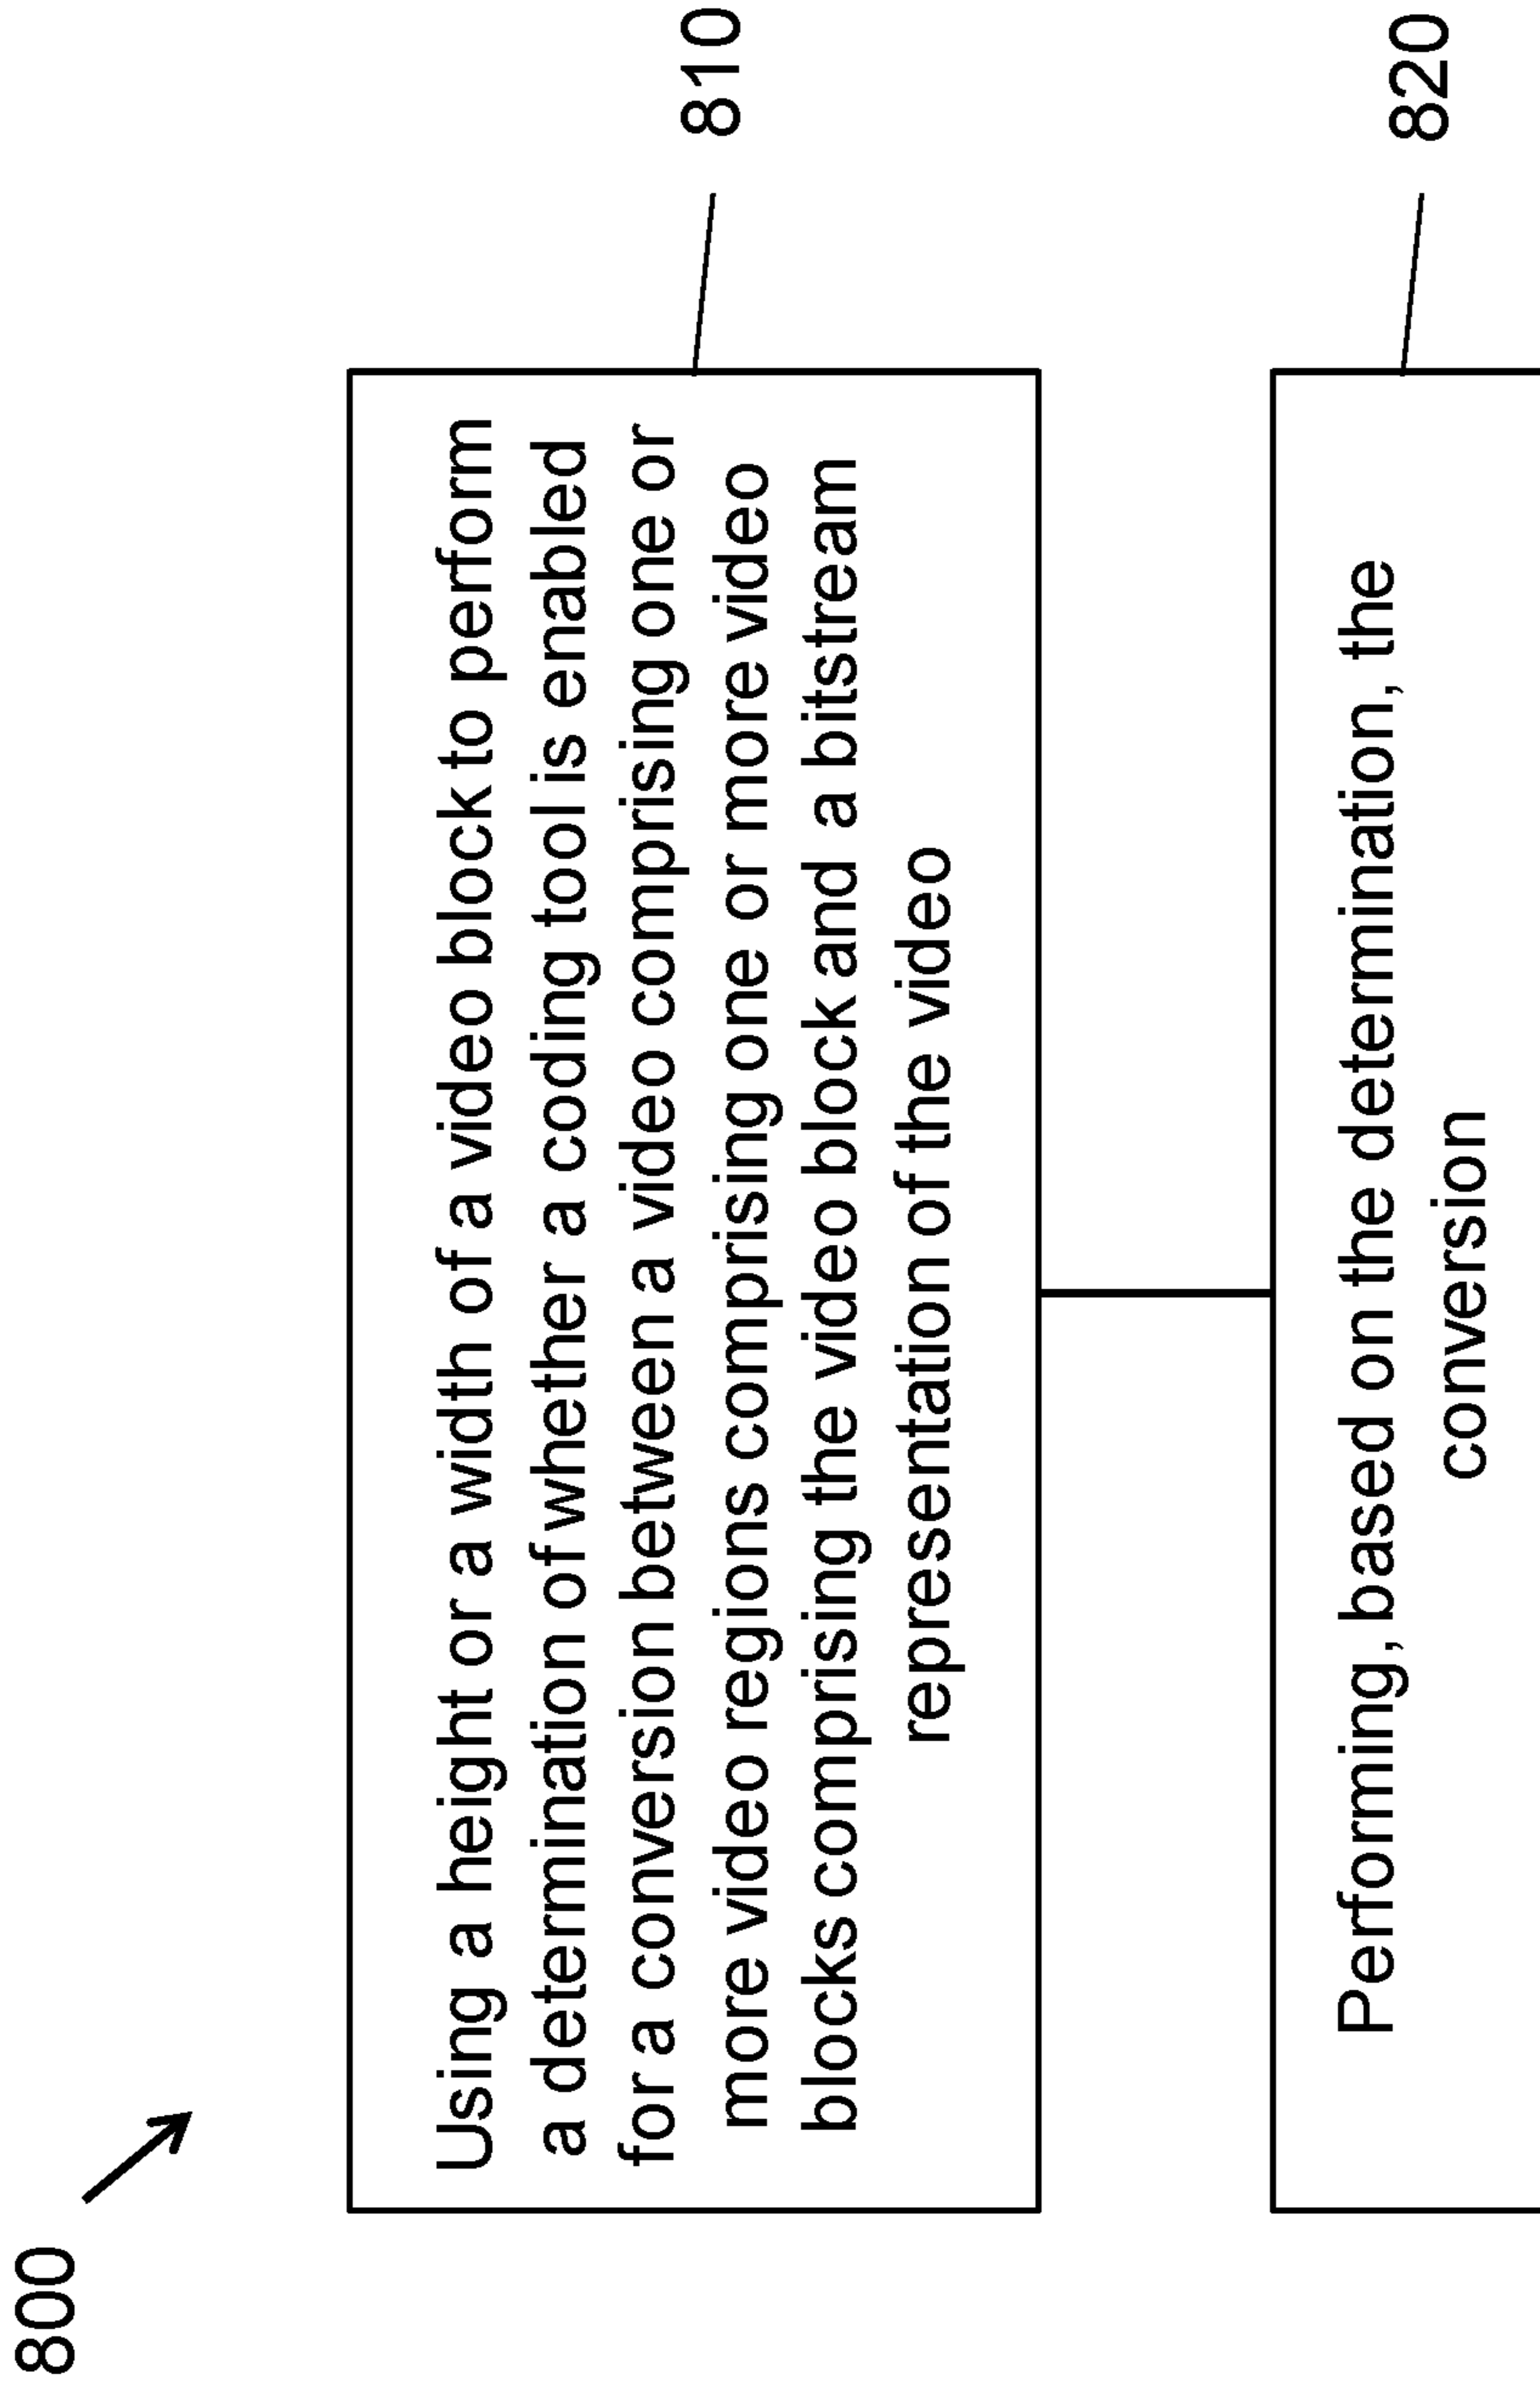 800
Using a height or a width of a video block to perform
a determination of whether a coding tool is enabled
for a conversion between a video comprising one or
more video regions comprising one or more video
blocks comprising the video block and a bitstream
representation of the video
810
Performing, based on the determination, the
conversion
820